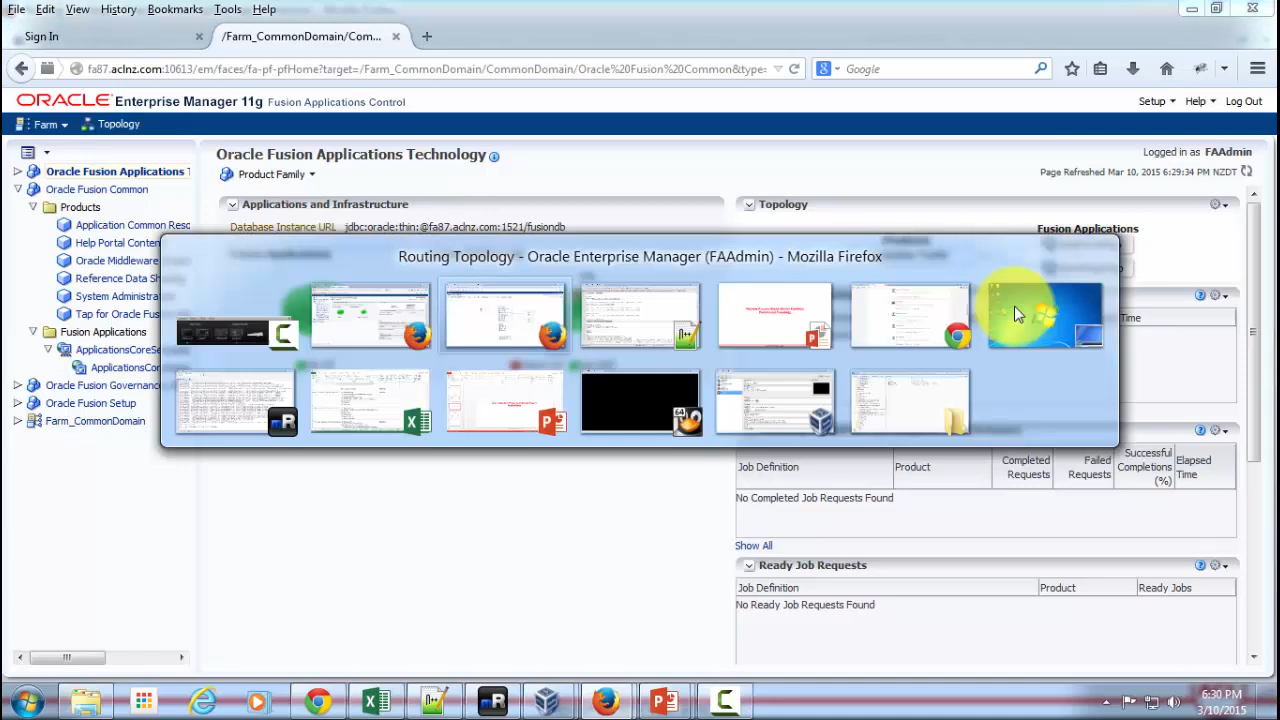 File Edit View History Bookmarks Tools Help
Sign In
/Farm_CommonDomain/Com...
fa87.aclnz.com:10613/em/faces/fa-pf-pfHome?target=/Farm_CommonDomain/CommonDomain/Oracle%20Fusion%20Common&type=
Google
ORACLE Enterprise Manager 11g Fusion Applications Control
Setup Help Log Out
Farm Topology
Oracle Fusion Applications T
Oracle Fusion Common
Products
Application Common Reso
Help Portal Conten
Oracle Middleware
Reference Data Sh
System Administra
Tap for Oracle Fus
Fusion Applications
ApplicationsCoreSe
ApplicationsCor
Oracle Fusion Governanc
Oracle Fusion Setup
Farm_CommonDomain
Oracle Fusion Applications Technology
Product Family
Logged in as FAAdmin
Page Refreshed Mar 10, 2015 6:29:34 PM NZDT
Applications and Infrastructure
Database Instance URL jdbc:oracle:thin:@fa87.aclnz.com:1521/fusiondb
Topology
Fusion Applications
Routing Topology - Oracle Enterprise Manager (FAAdmin) - Mozilla Firefox
Time
Job Definition Product Completed Requests Failed Requests Successful Completions (%) Elapsed Time
No Completed Job Requests Found
Show All
Ready Job Requests
Job Definition Product Ready Jobs
No Ready Job Requests Found
6:30 PM
3/10/2015